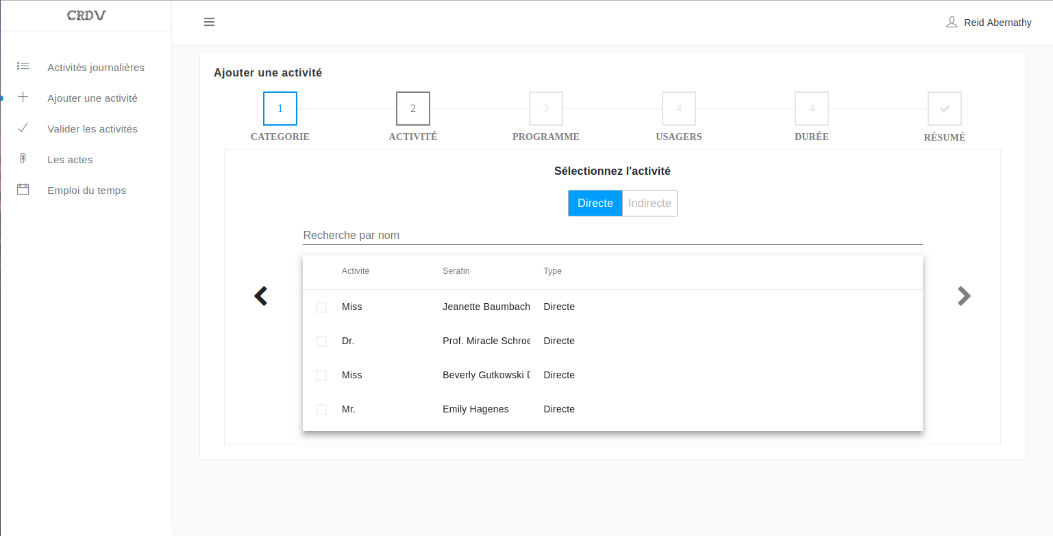 CRDV
Reid Abernathy
Activités journalières
Ajouter une activité
Valider les activités
Les actes
Emploi du temps
Ajouter une activité
1 2 3 4 4
CATEGORIE ACTIVITÉ PROGRAMME USAGERS DURÉE RÉSUMÉ
Sélectionnez l'activité
Directe Indirecte
Recherche par nom
Activité Serafin Type
Miss Jeanette Baumbach Directe
Dr. Prof. Miracle Schroe Directe
Miss Beverly Gutkowski D Directe
Mr. Emily Hagenes Directe